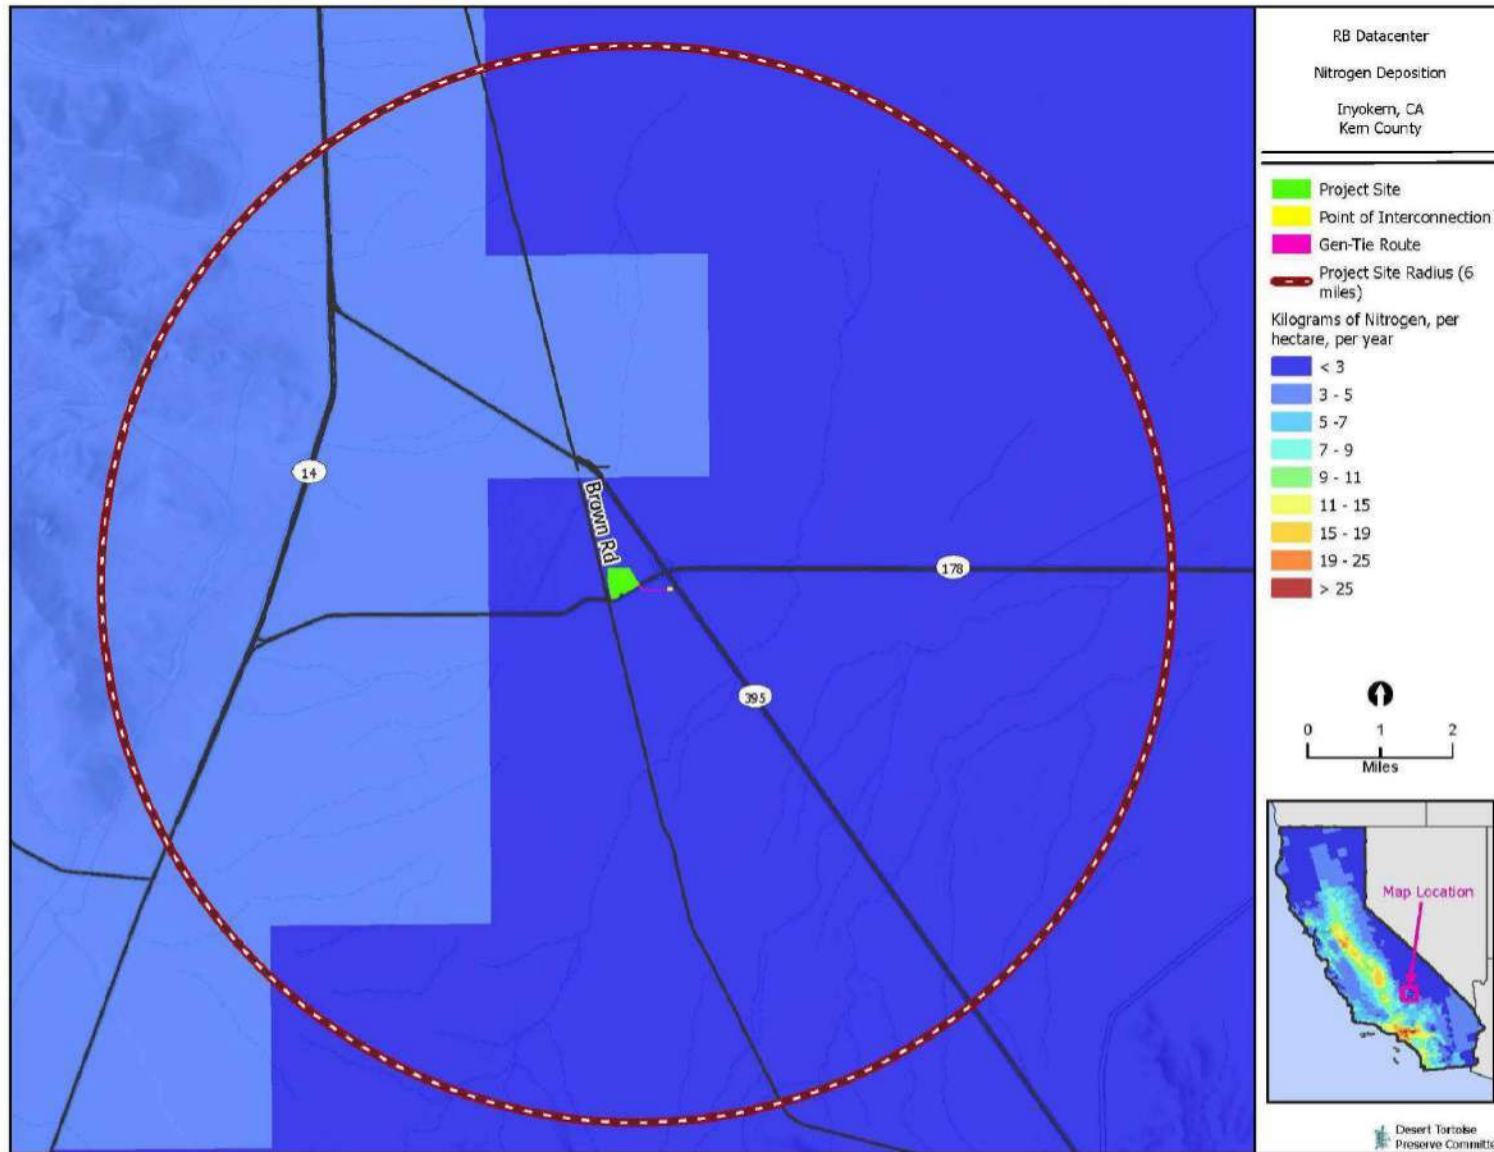 RB Datacenter
Nitrogen Deposition
Inyokern, CA
Kern County
Project Site
Point of Interconnection
Gen-Tie Route
Project Site Radius (6
miles)
Kilograms of Nitrogen, per
hectare, per year
< 3
3 - 5
5 -7
7 - 9
9 - 11
11 - 15
15 - 19
19 - 25
> 25
0 1 2
Miles
Map Location
Desert Tortoise
Preserve Committe
14
Brown Rd
178
395